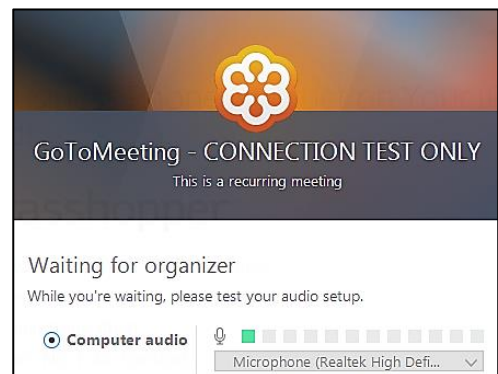 GoToMeeting - CONNECTION TEST ONLY
This is a recurring meeting
asshopper
Waiting for organizer
While you're waiting, please test your audio setup.
Computer audio
Microphone (Realtek High Defi...